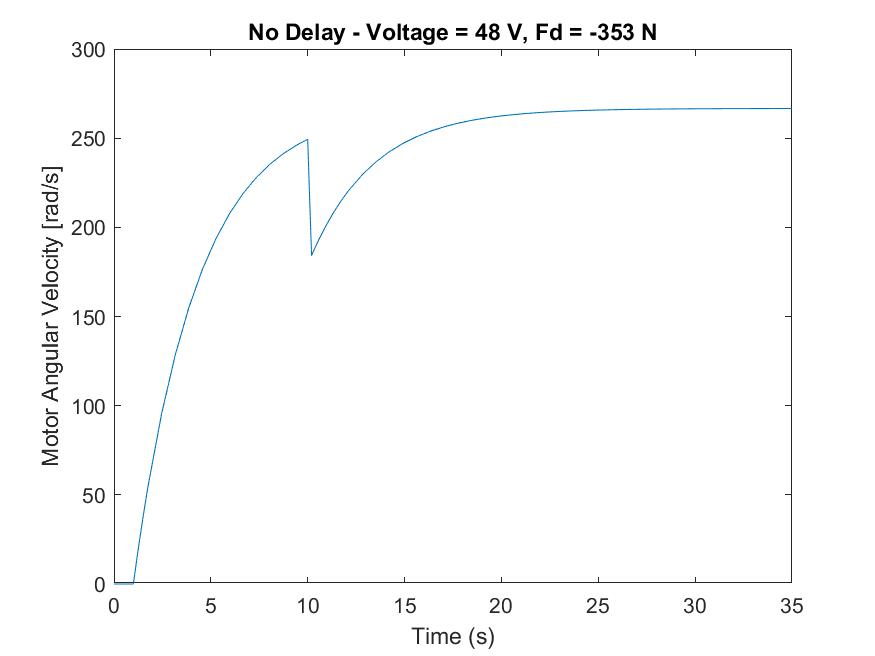 No Delay - Voltage = 48 V, Fd = -353 N
300
250
200
150
100
50
0
Motor Angular Velocity [rad/s]
0 5 10 15 20 25 30 35
Time (s)